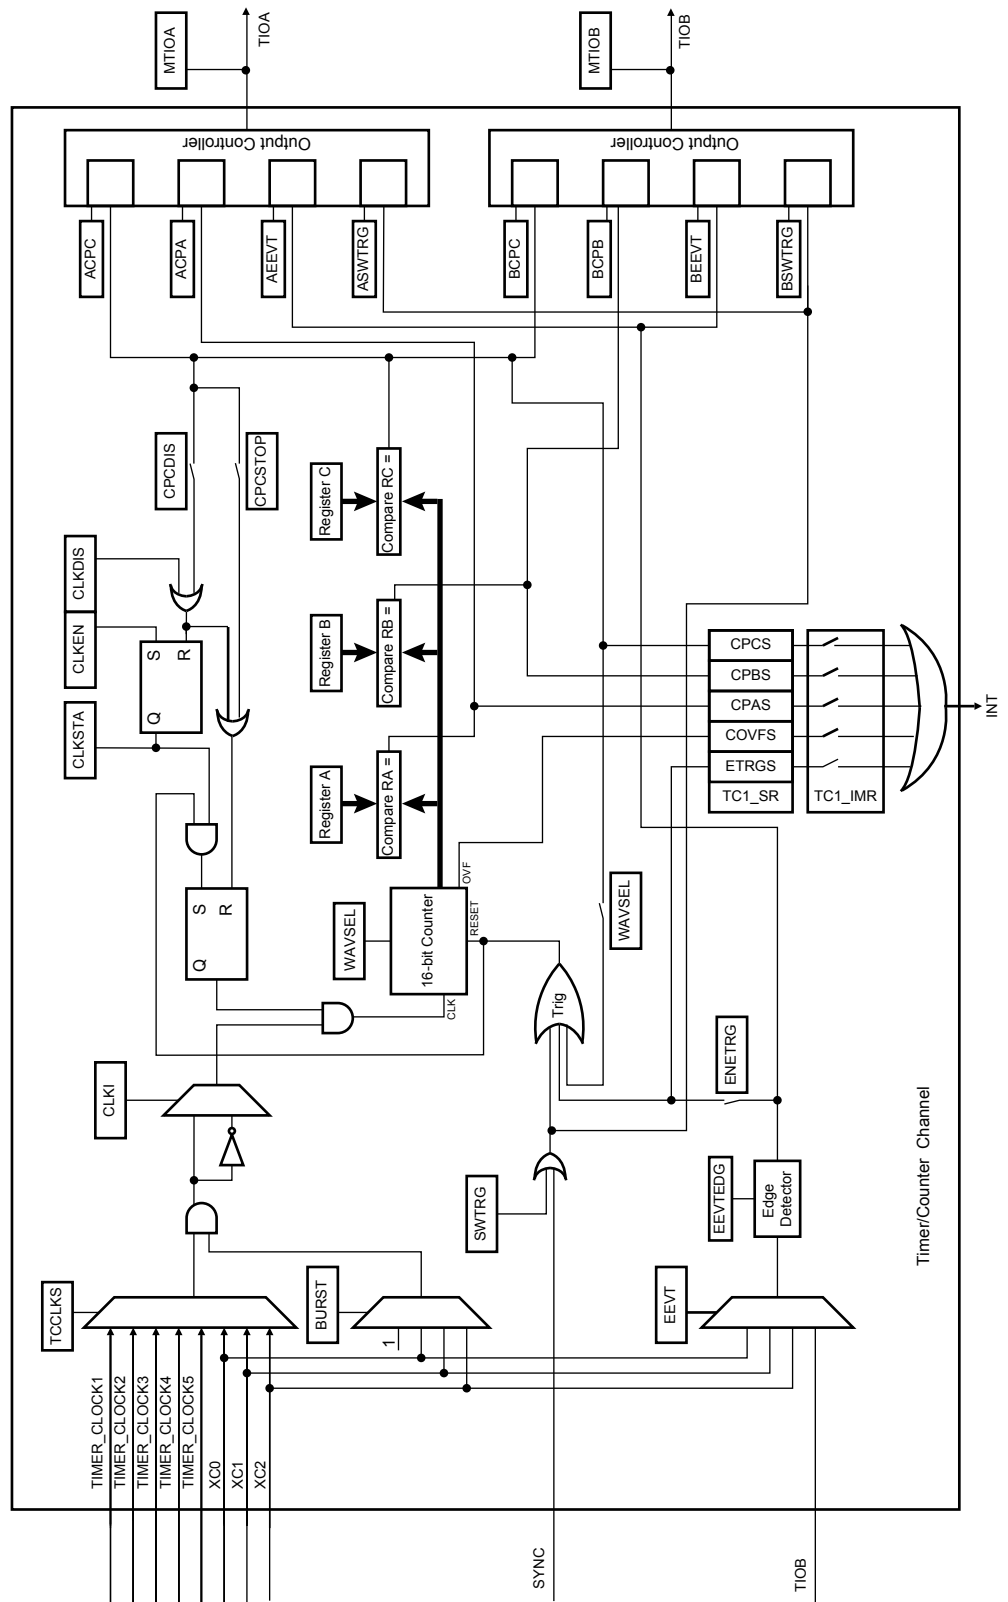 TIMER_CLOCK1
TIMER_CLOCK2
TIMER_CLOCK3
TIMER_CLOCK4
TIMER_CLOCK5
XC0
XC1
XC2
TCCLKS
CLKI
CLKSTA
CLKEN
CLKDIS
Q
S
R
CPCDIS
Q
S
R
CPCSTOP
ACPC
ACPA
AEEVT
ASWTRG
Output Controller
MTIOA
TIOA
BURST
1
WAVSEL
16-bit Counter
CLK
RESET
OVF
Register A
Compare RA =
Register B
Compare RB =
Register C
Compare RC =
BCPC
BCPB
BEEVT
BSWTRG
Output Controller
MTIOB
TIOB
SYNC
SWTRG
Trig
WAVSEL
TIOB
EEVT
EEVTEDG
Edge
Detector
ENETRG
CPCS
CPBS
CPAS
COVFS
ETRGS
TC1_SR
TC1_IMR
INT
Timer/Counter Channel